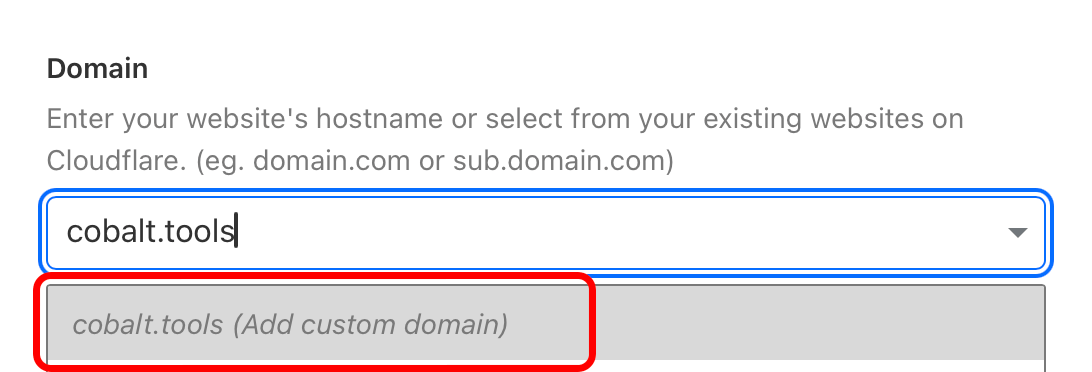 Domain
Enter your website's hostname or select from your existing websites on
Cloudflare. (eg. domain.com or sub.domain.com)
cobalt.tools
cobalt.tools (Add custom domain)